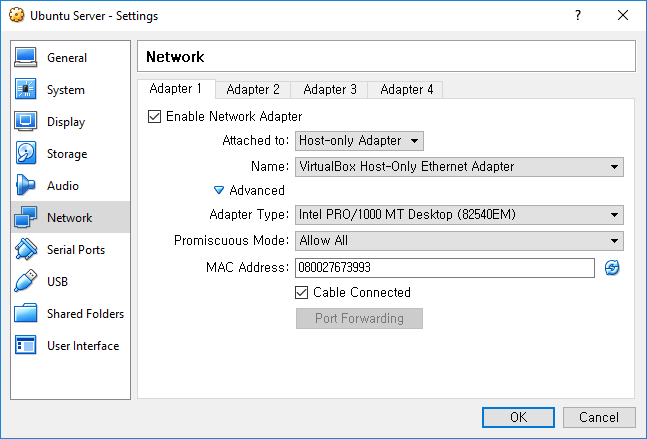 Ubuntu Server - Settings
?
General
System
Display
Storage
Audio
Network
Serial Ports
USB
Shared Folders
User Interface
Network
Adapter 1 Adapter 2 Adapter 3 Adapter 4
Enable Network Adapter
Attached to: Host-only Adapter
Name: VirtualBox Host-Only Ethernet Adapter
Advanced
Adapter Type: Intel PRO/1000 MT Desktop (82540EM)
Promiscuous Mode: Allow All
MAC Address: 080027673993
Cable Connected
Port Forwarding
OK Cancel